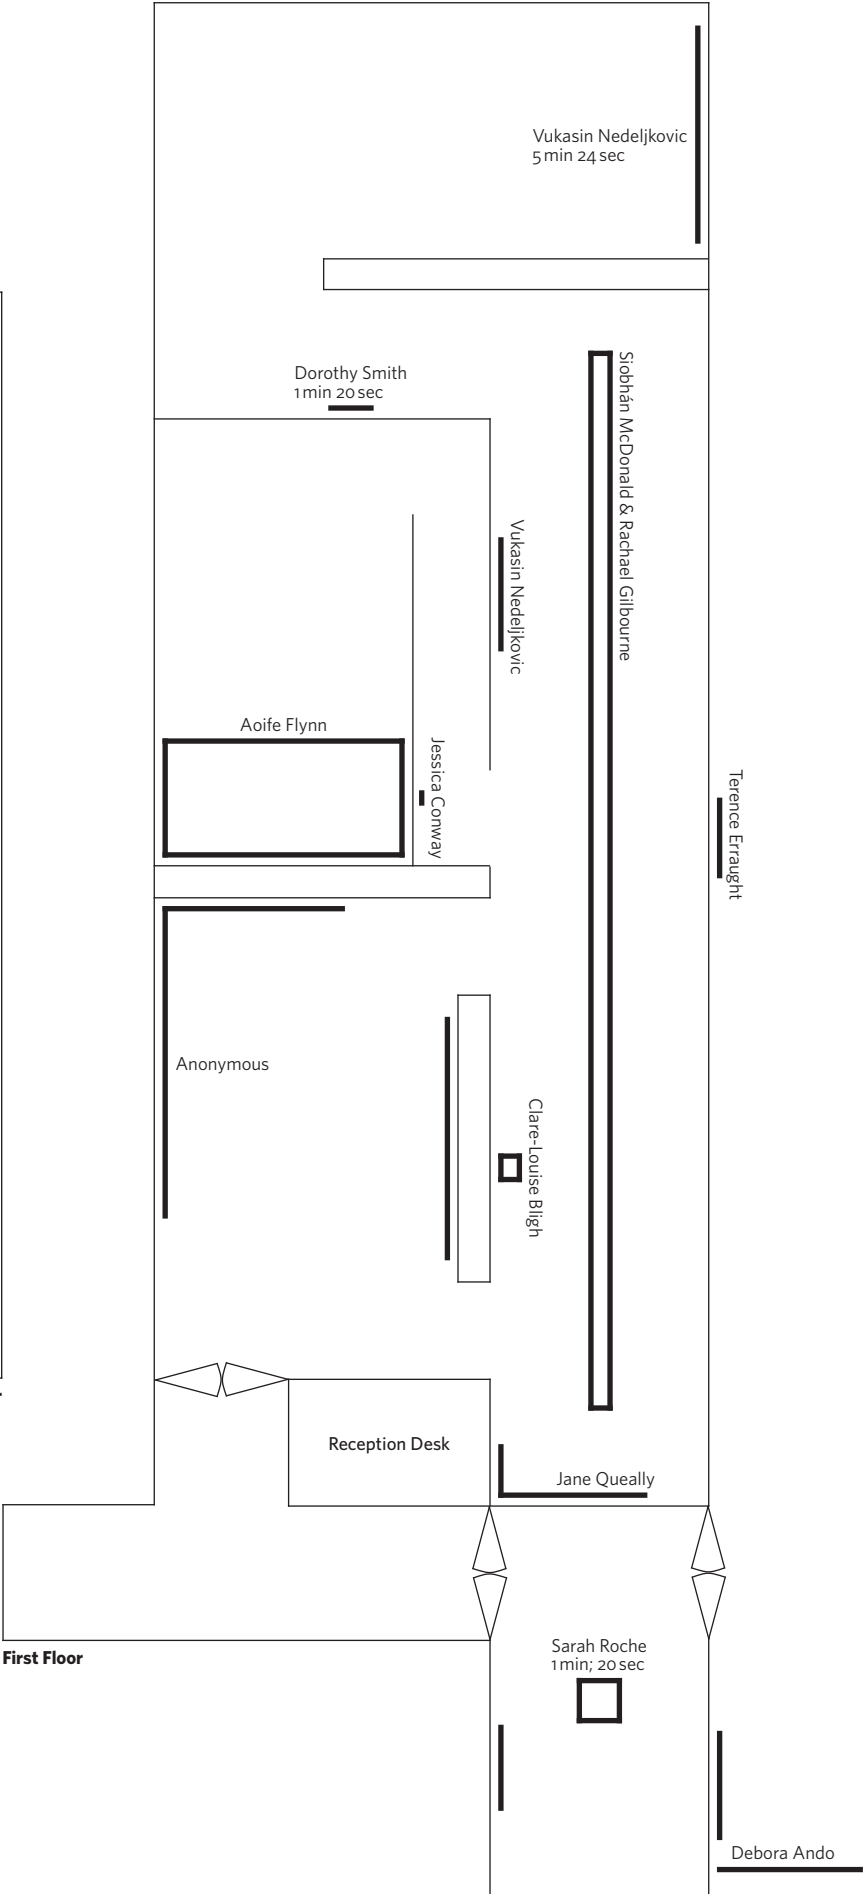 Vukasin Nedeljkovic
5 min 24 sec
Dorothy Smith
1 min 20 sec
Siobhán McDonald & Rachael Gilbourne
Vukasin Nedeljkovic
Aoife Flynn
Jessica Conway
Terence Erraught
Anonymous
Clare-Louise Bligh
Reception Desk
Jane Queally
Sarah Roche
1 min; 20 sec
First Floor
Debora Ando